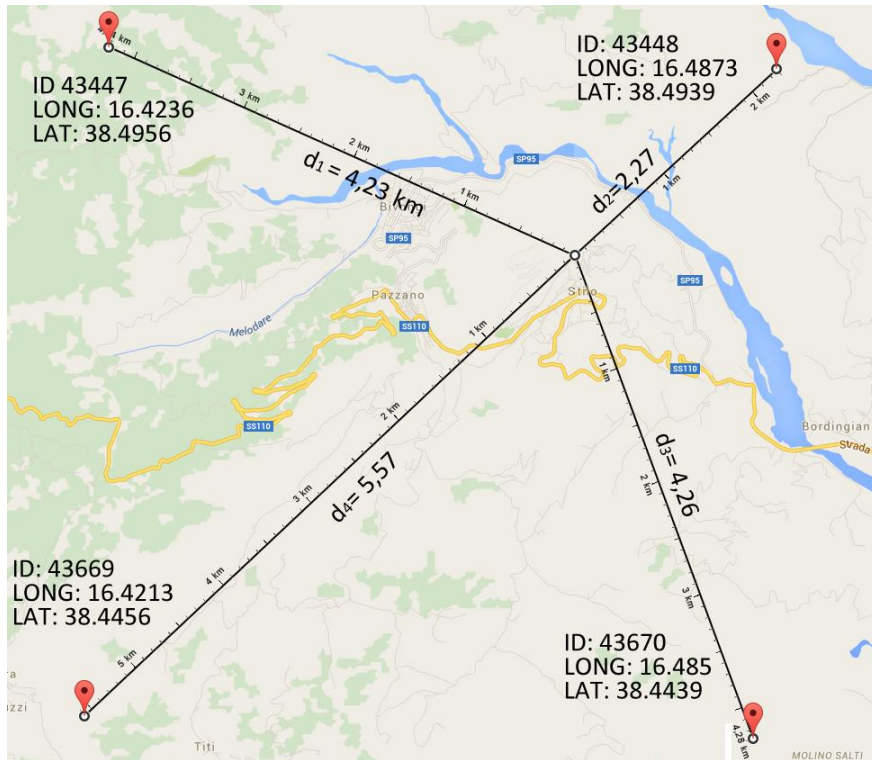 ID 43447
LONG: 16.4236
LAT: 38.4956
ID: 43448
LONG: 16.4873
LAT: 38.4939
3 km
2 km
1 km
d₁ = 4,23 km
2 km
1 km
d₂=2,27
SP95
SP95
SP95
Pazzano
Stilo
Melodare
SS110
SS110
SS110
Bordingian
Strada
1 km
2 km
3 km
4 km
5 km
d₄= 5,57
1 km
2 km
3 km
4,28 km
d₃= 4,26
ID: 43669
LONG: 16.4213
LAT: 38.4456
ID: 43670
LONG: 16.485
LAT: 38.4439
ra
uzzi
Titi
MOLINO SALTI